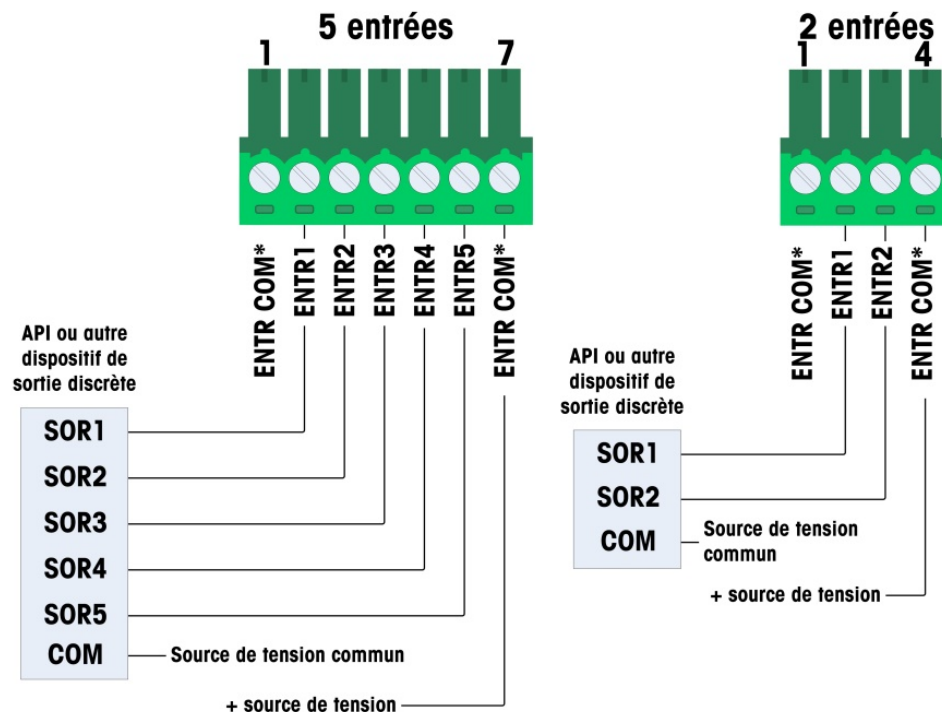 5 entrées
1
7
ENTR COM*
ENTR1
ENTR2
ENTR3
ENTR4
ENTR5
ENTR COM*
API ou autre
dispositif de
sortie discrète
SOR1
SOR2
SOR3
SOR4
SOR5
COM
Source de tension commun
+ source de tension
2 entrées
1
4
ENTR COM*
ENTR1
ENTR2
ENTR COM*
API ou autre
dispositif de
sortie discrète
SOR1
SOR2
COM
Source de tension
commun
+ source de tension